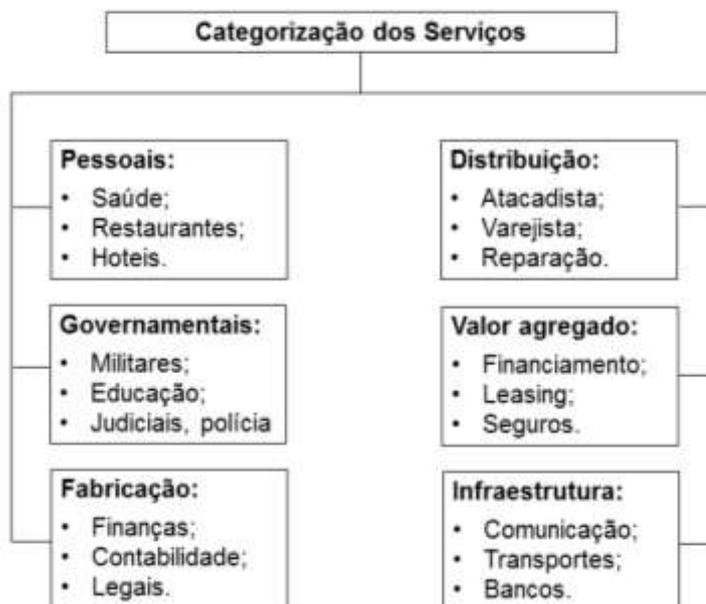 Categorização dos Serviços
Pessoais:
• Saúde;
• Restaurantes;
• Hoteis.
Governamentais:
• Militares;
• Educação;
• Judiciais, polícia
Fabricação:
• Finanças;
• Contabilidade;
• Legais.
Distribuição:
• Atacadista;
• Varejista;
• Reparação.
Valor agregado:
• Financiamento;
• Leasing;
• Seguros.
Infraestrutura:
• Comunicação;
• Transportes;
• Bancos.